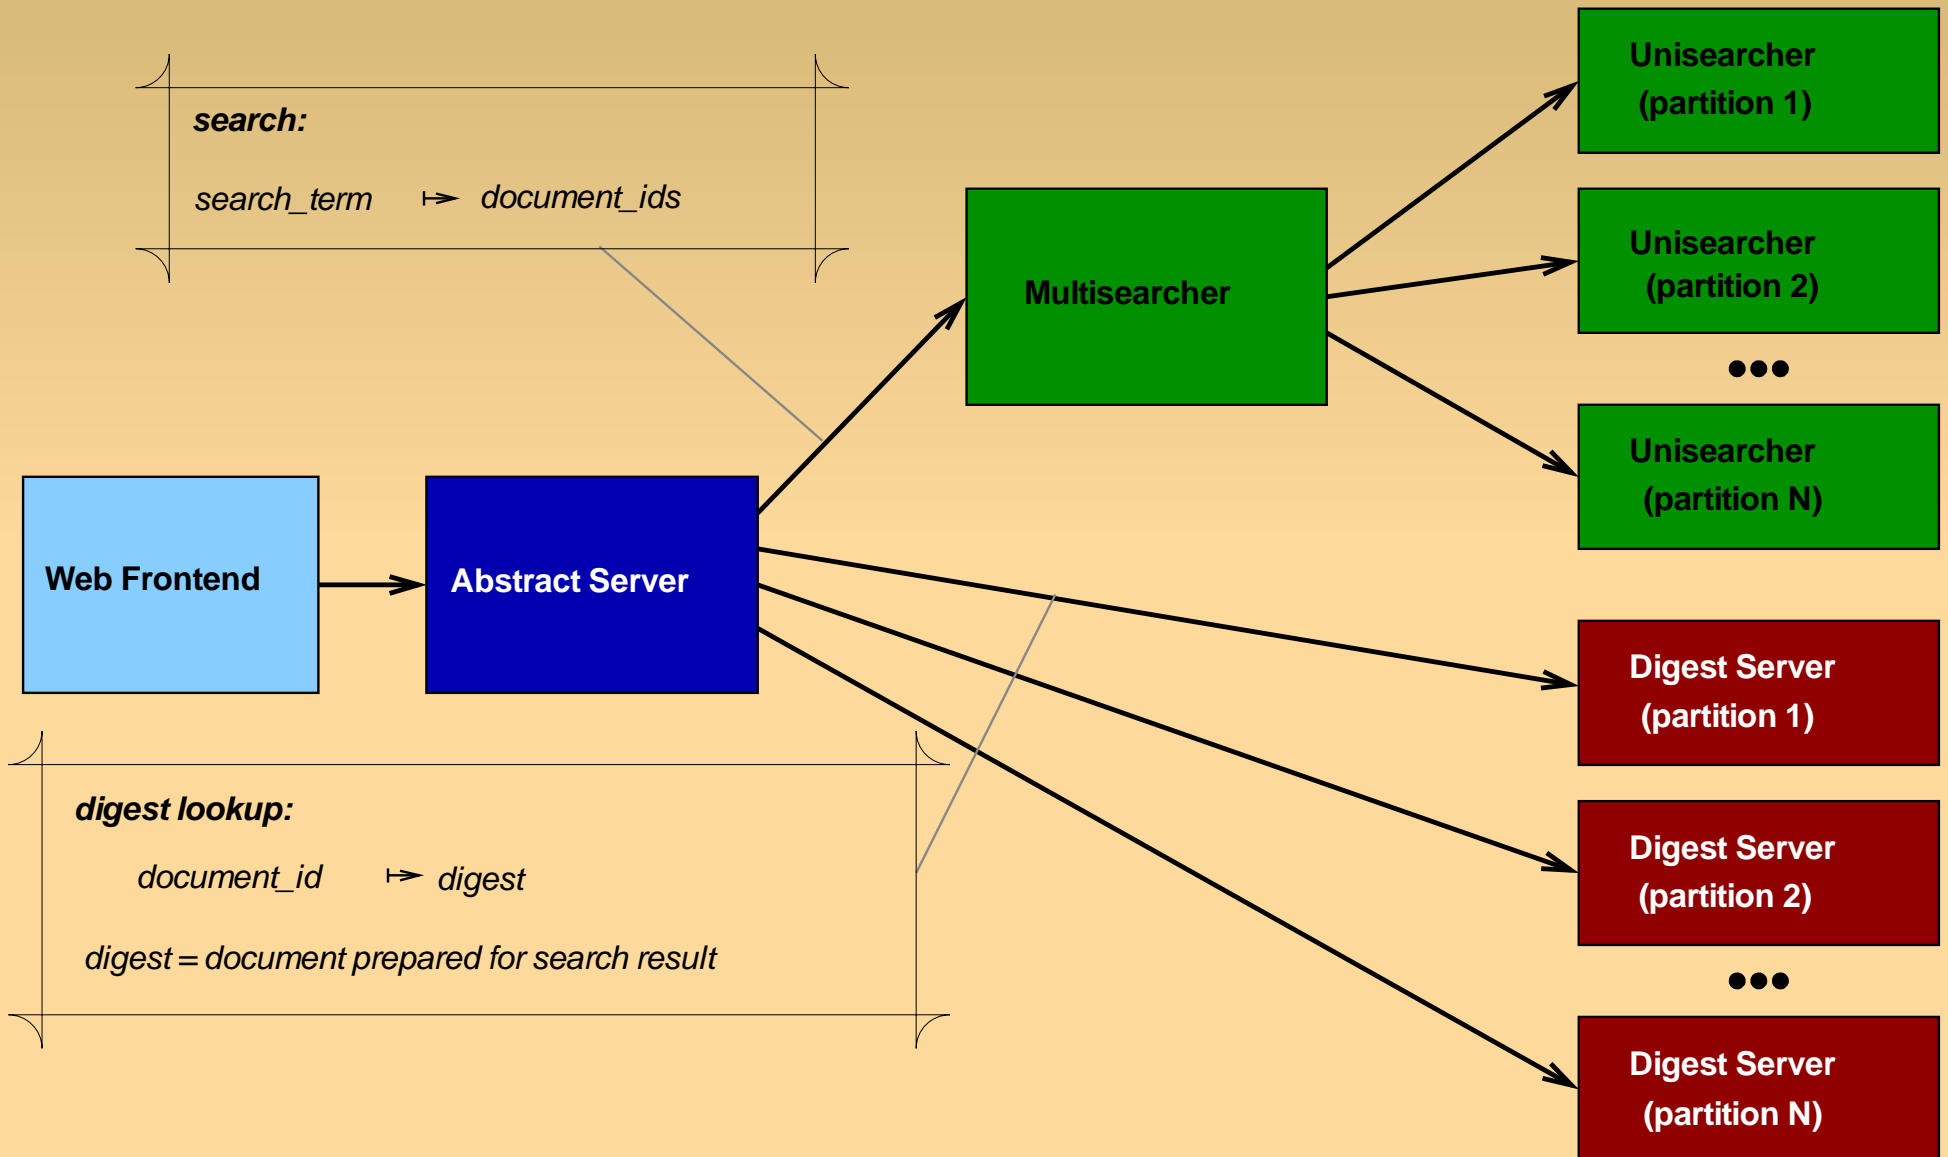 search:
search_term ↦ document_ids
Unisearcher
(partition 1)
Unisearcher
(partition 2)
•••
Unisearcher
(partition N)
Multisearcher
Web Frontend
Abstract Server
Digest Server
(partition 1)
Digest Server
(partition 2)
•••
Digest Server
(partition N)
digest lookup:
document_id ↦ digest
digest = document prepared for search result